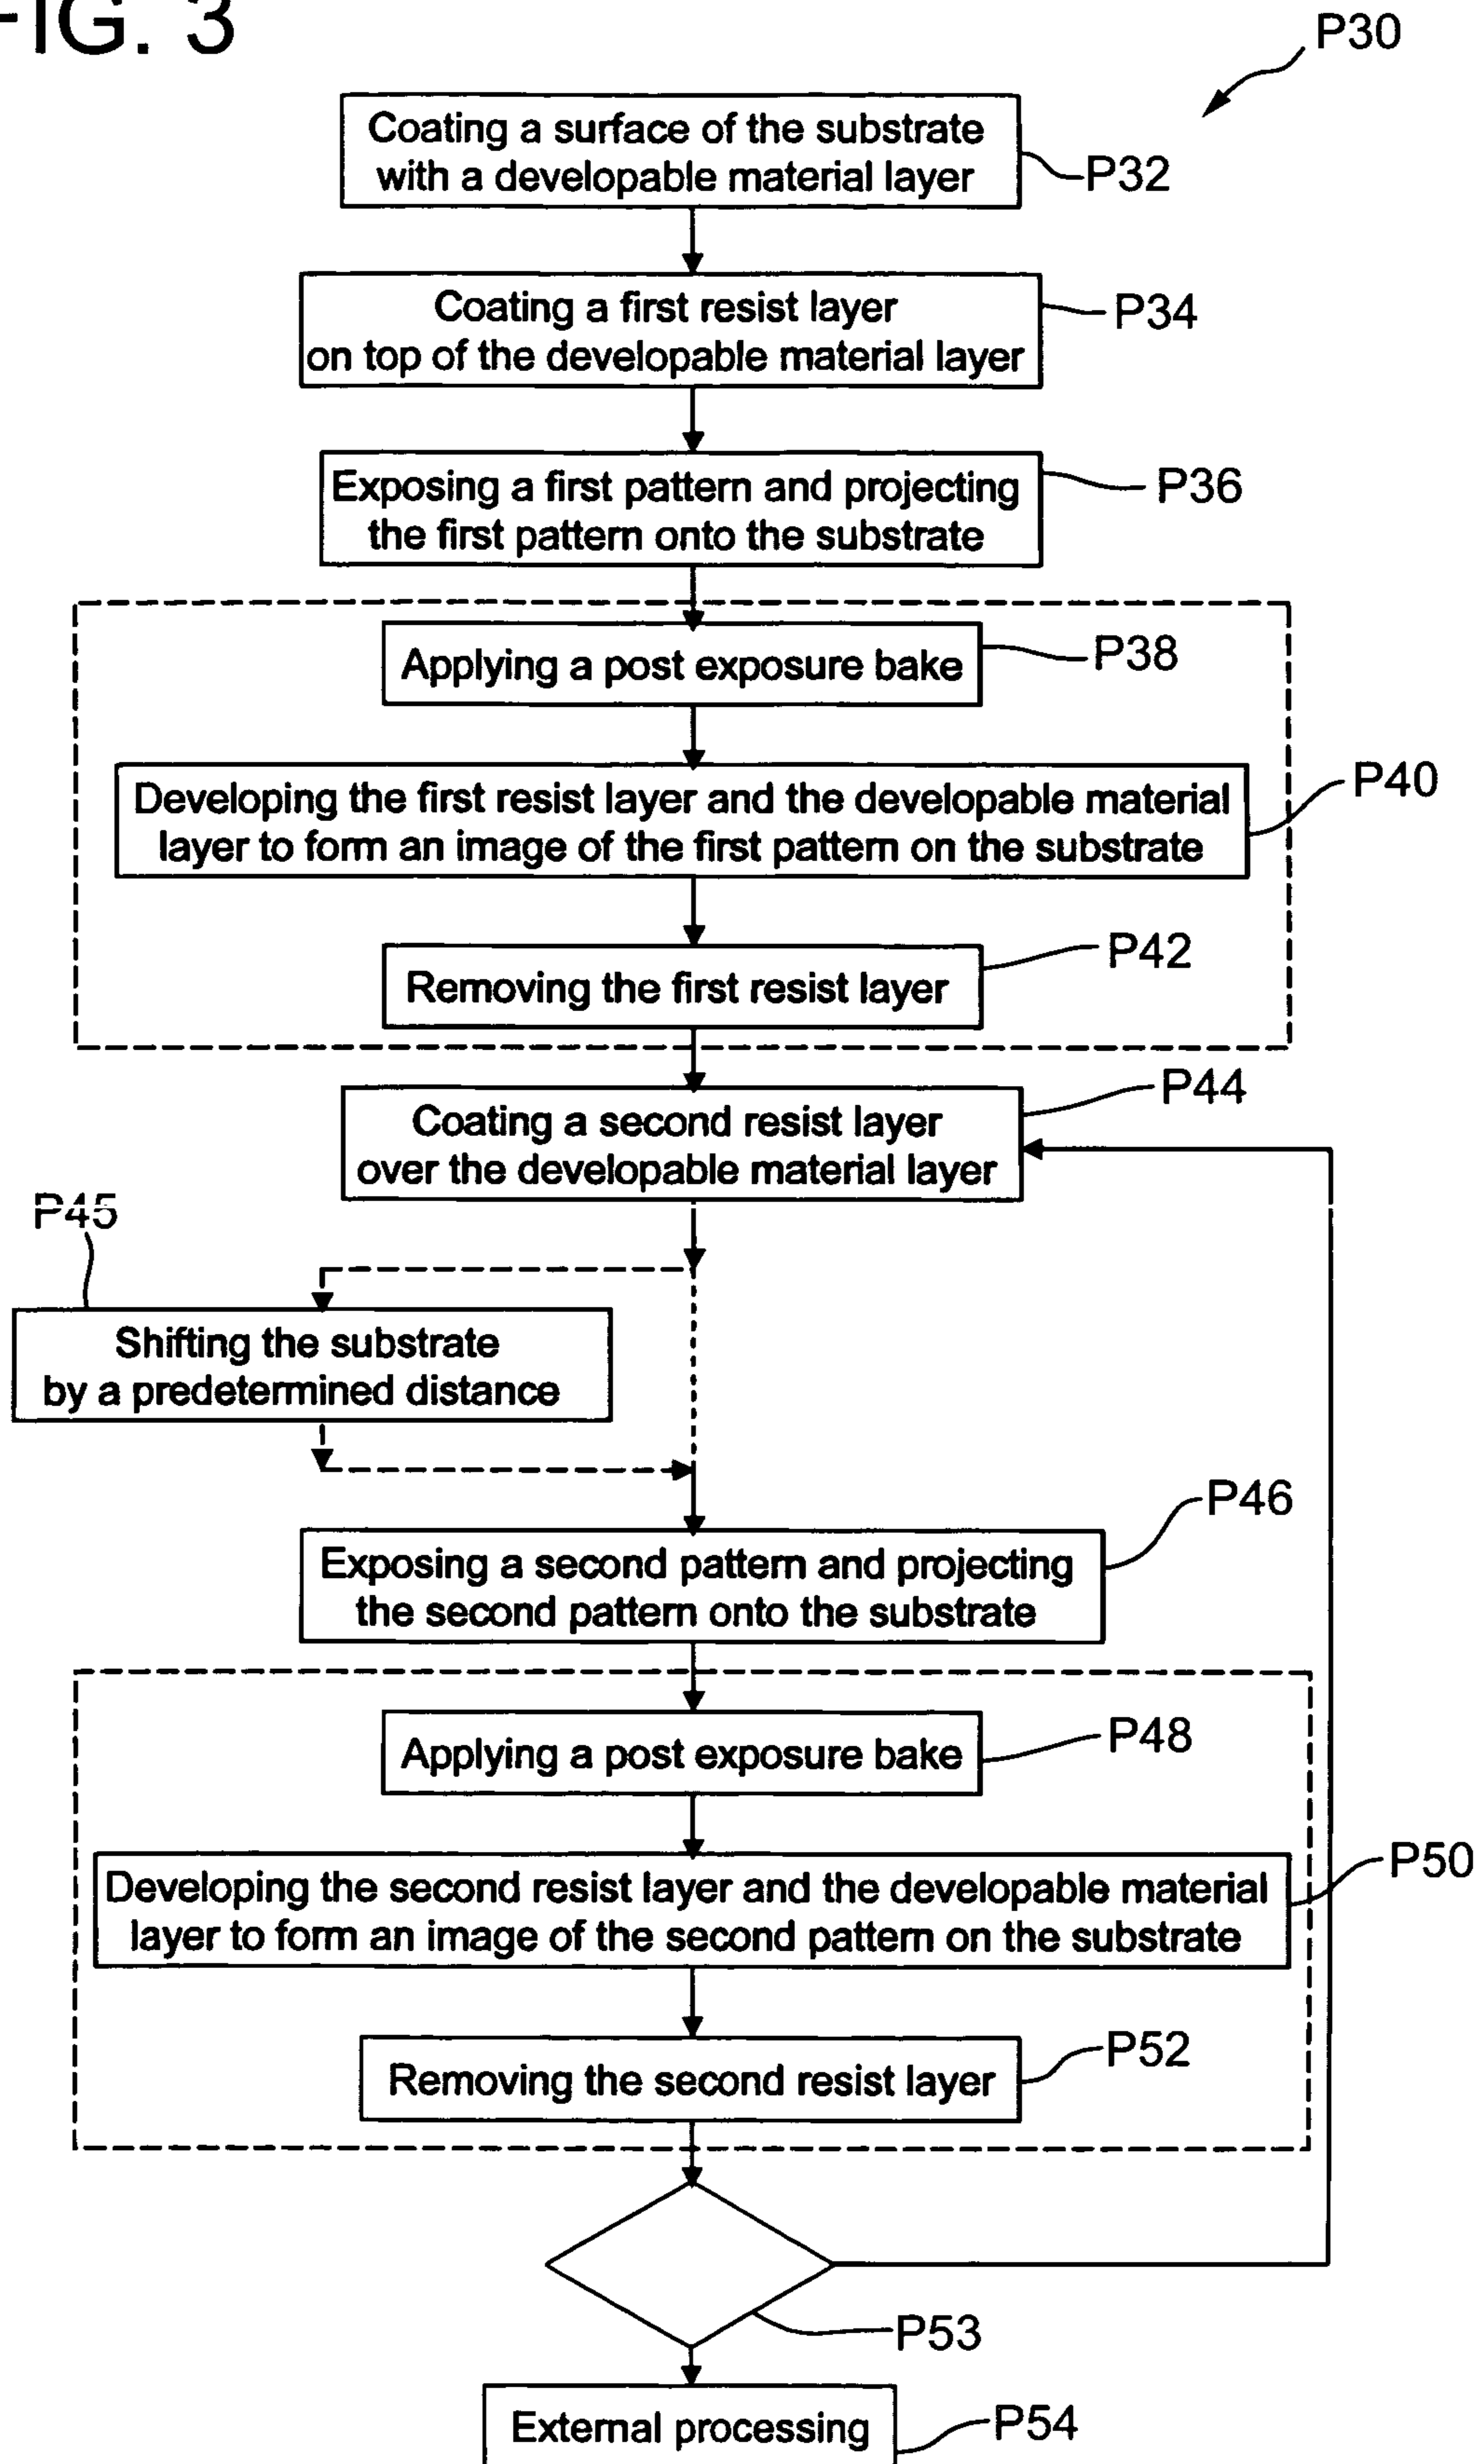 FIG. 3
P30
Coating a surface of the substrate
with a developable material layer
P32
Coating a first resist layer
on top of the developable material layer
P34
Exposing a first pattern and projecting
the first pattern onto the substrate
P36
Applying a post exposure bake
P38
Developing the first resist layer and the developable material
layer to form an image of the first pattern on the substrate
P40
Removing the first resist layer
P42
Coating a second resist layer
over the developable material layer
P44
P45
Shifting the substrate
by a predetermined distance
Exposing a second pattern and projecting
the second pattern onto the substrate
P46
Applying a post exposure bake
P48
Developing the second resist layer and the developable material
layer to form an image of the second pattern on the substrate
P50
Removing the second resist layer
P52
P53
External processing
P54